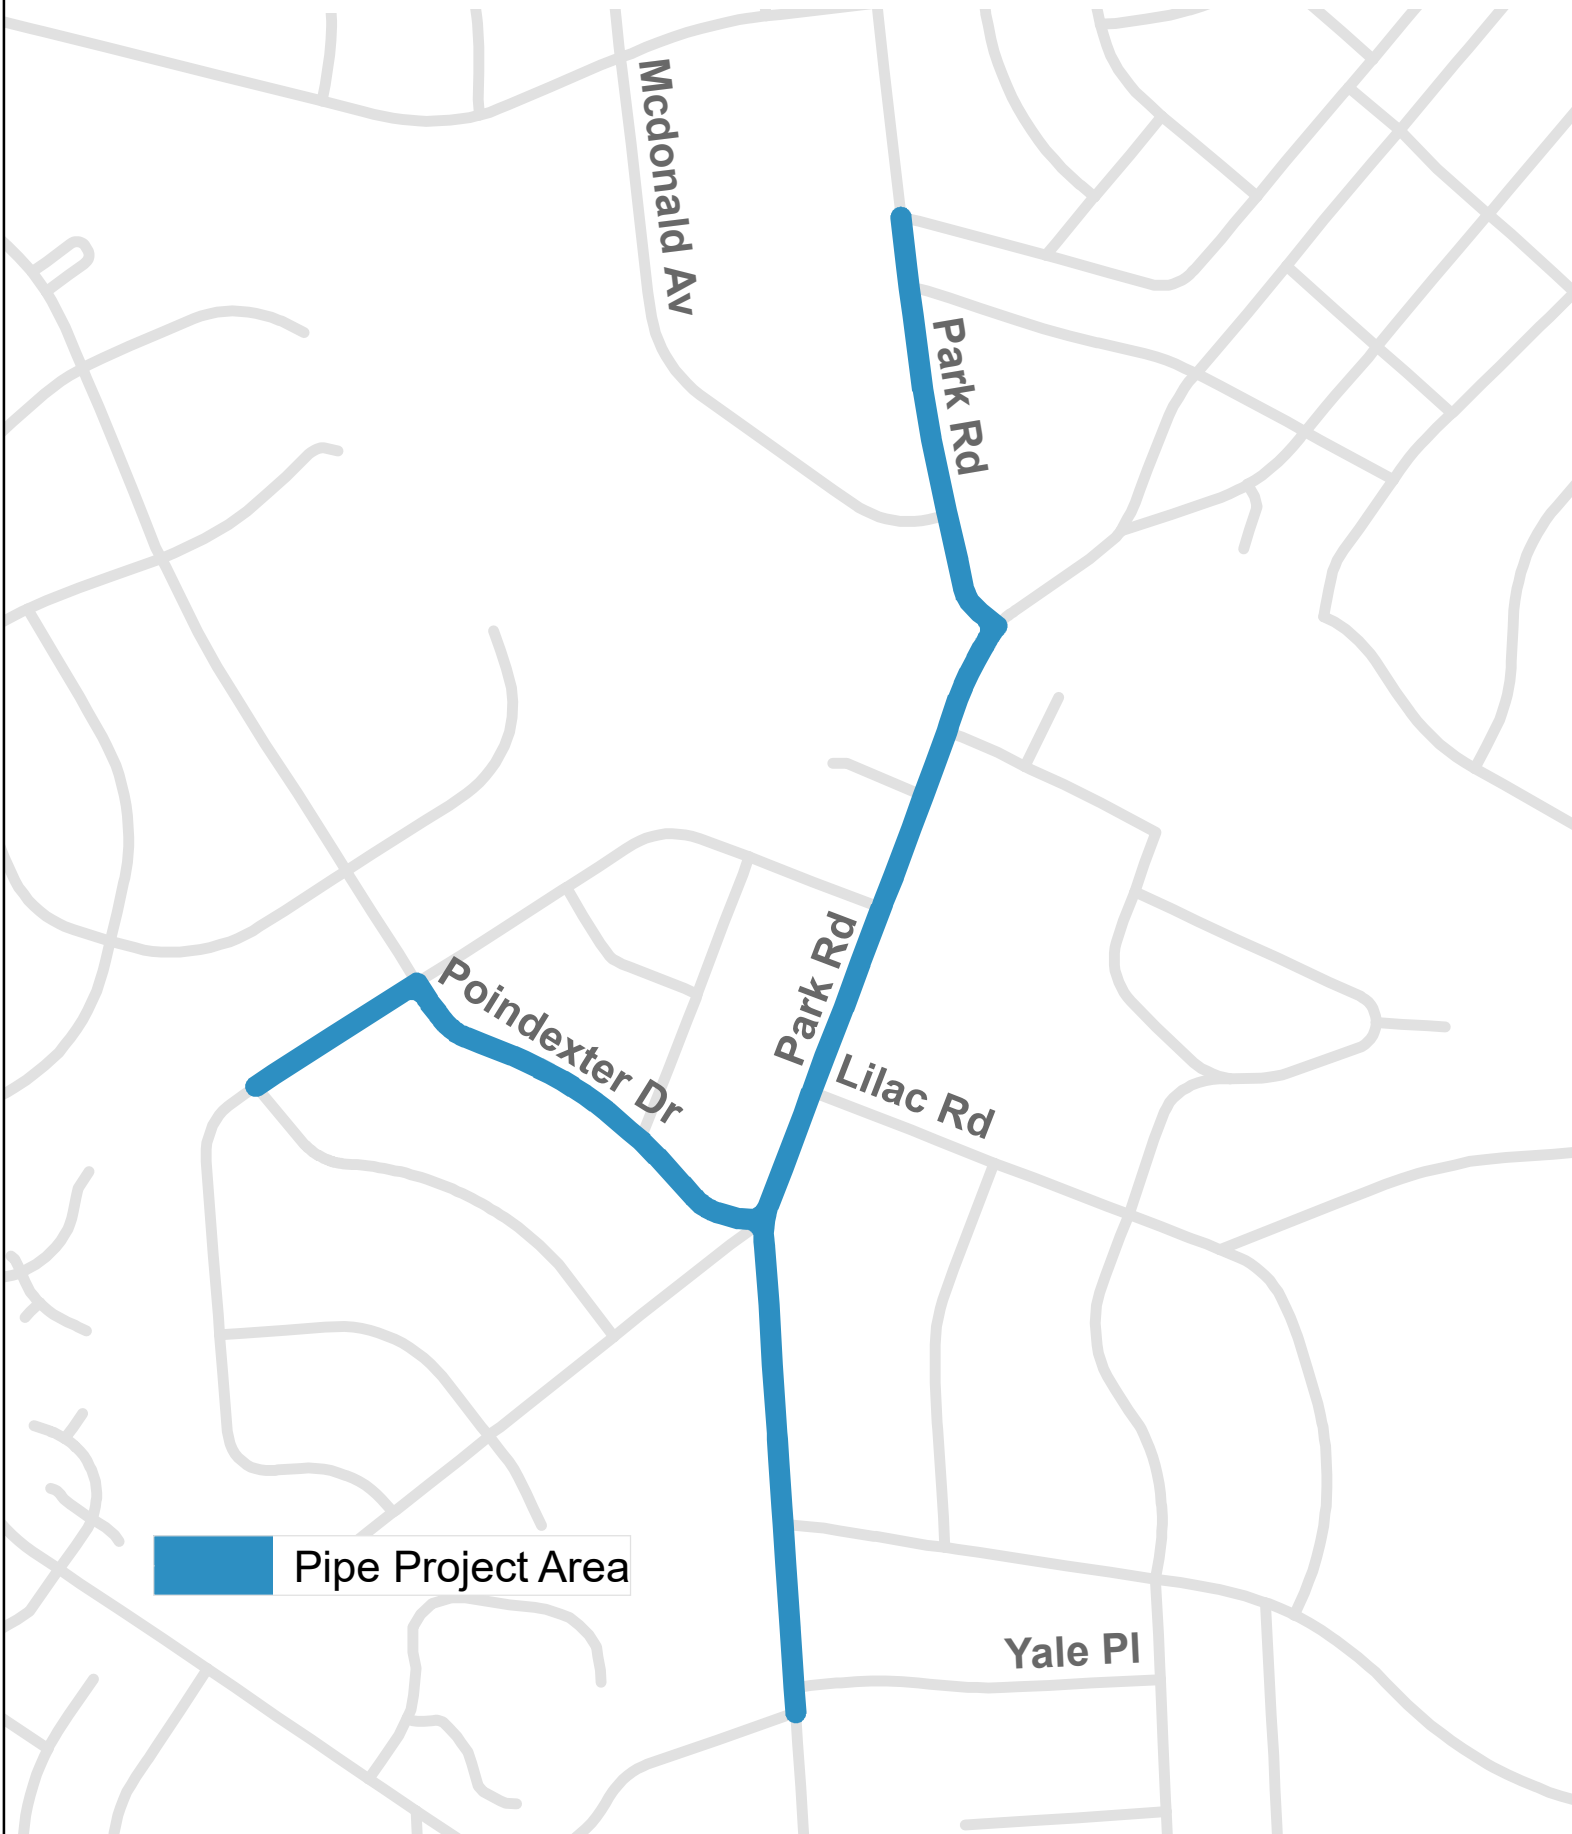 Mcdonald Av
Park Rd
Park Rd
Poindexter Dr
Lilac Rd
Pipe Project Area
Yale Pl